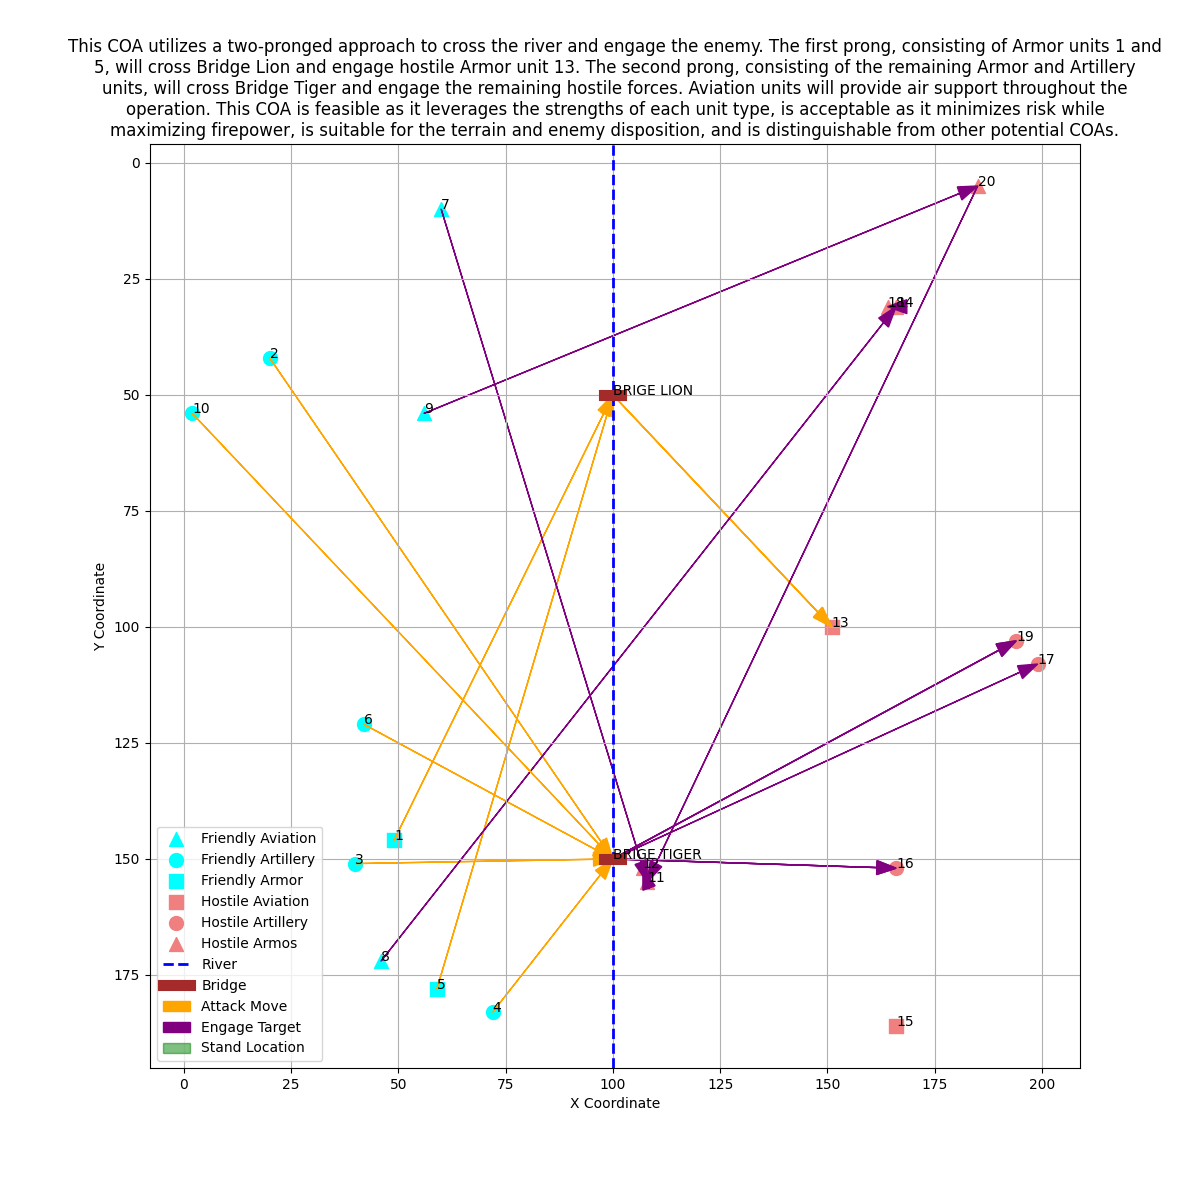 This COA utilizes a two-pronged approach to cross the river and engage the enemy. The first prong, consisting of Armor units 1 and
5, will cross Bridge Lion and engage hostile Armor unit 13. The second prong, consisting of the remaining Armor and Artillery
units, will cross Bridge Tiger and engage the remaining hostile forces. Aviation units will provide air support throughout the
operation. This COA is feasible as it leverages the strengths of each unit type, is acceptable as it minimizes risk while
maximizing firepower, is suitable for the terrain and enemy disposition, and is distinguishable from other potential COAs.
0
20
7
25
14
2
50
BRIGE LION
10
9
75
Y Coordinate
100
13
19
17
125
6
1
150
BRIGE TIGER
3
16
11
8
175
5
4
15
Friendly Aviation
Friendly Artillery
Friendly Armor
Hostile Aviation
Hostile Artillery
Hostile Armos
River
Bridge
Attack Move
Engage Target
Stand Location
0 25 50 75 100 125 150 175 200
X Coordinate